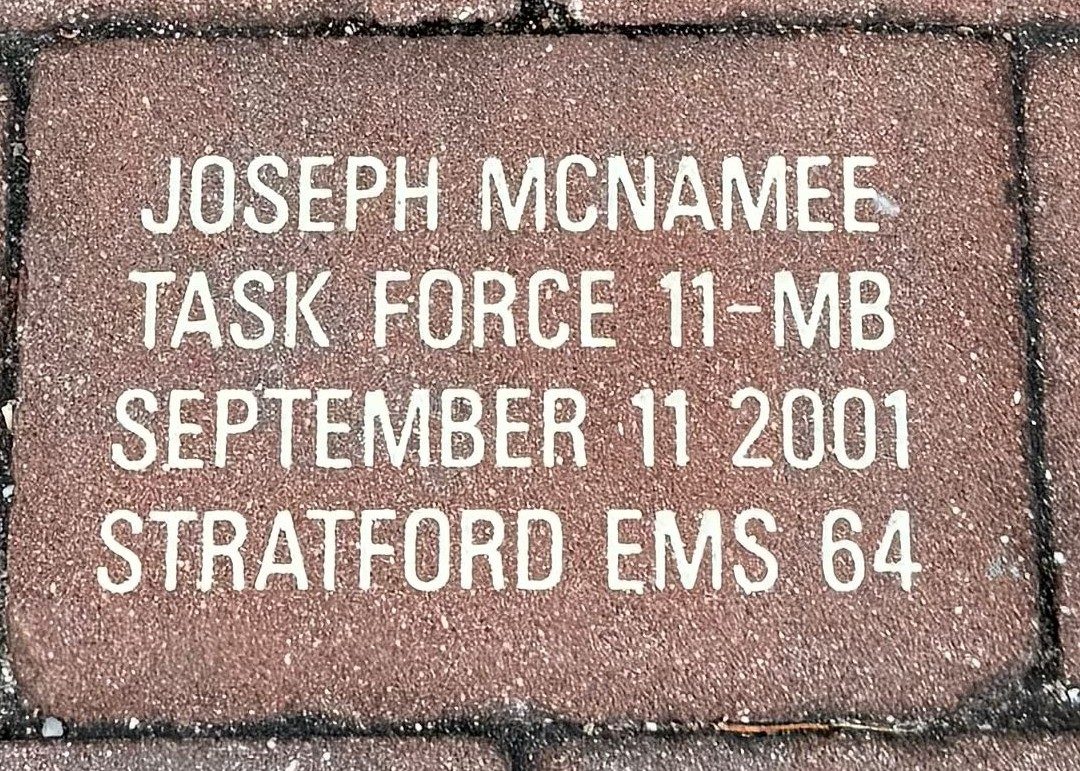 JOSEPH MCNAMEE
TASK FORCE 11-MB
SEPTEMBER 11 2001
STRATFORD EMS 64